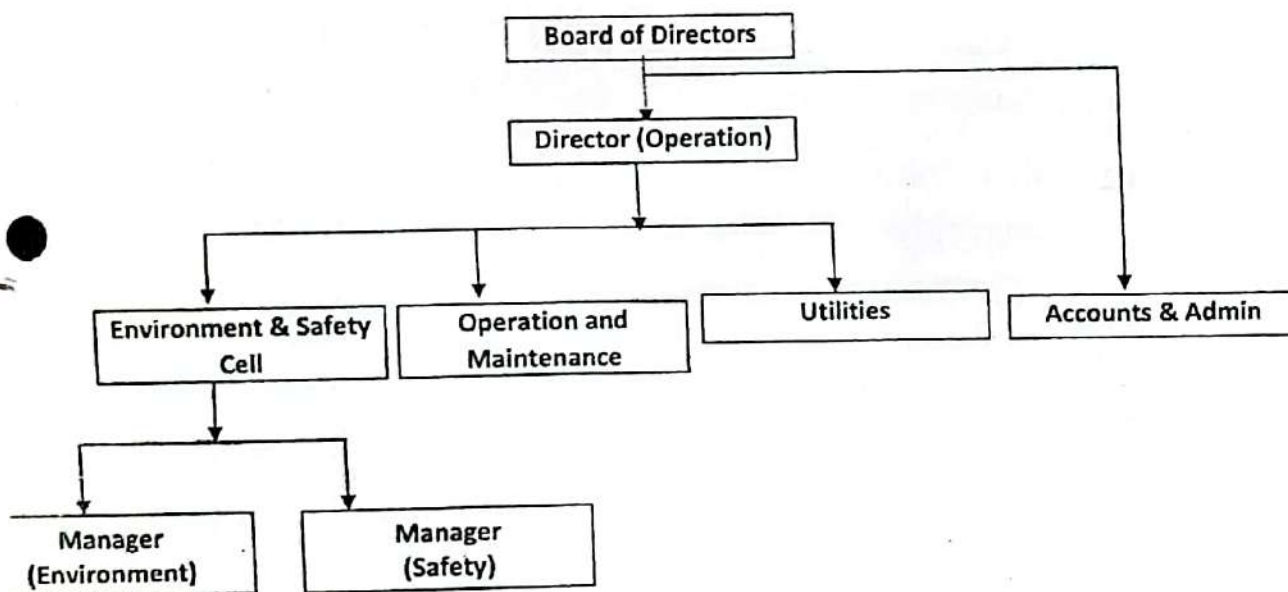 Board of Directors
Director (Operation)
Environment & Safety
Cell
Operation and
Maintenance
Utilities
Accounts & Admin
Manager
(Environment)
Manager
(Safety)